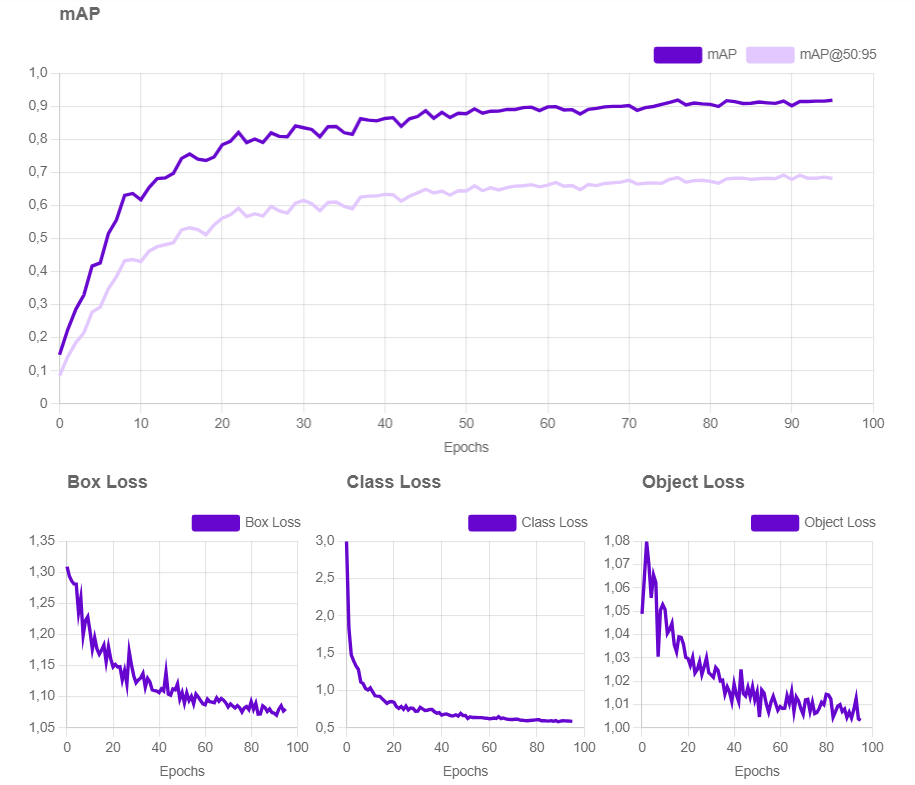 mAP
mAP mAP@50:95
1,0
0,9
0,8
0,7
0,6
0,5
0,4
0,3
0,2
0,1
0
0 10 20 30 40 50 60 70 80 90 100
Epochs
Box Loss
Box Loss
1,35
1,30
1,25
1,20
1,15
1,10
1,05
0 20 40 60 80 100
Epochs
Class Loss
Class Loss
3,0
2,5
2,0
1,5
1,0
0,5
0 20 40 60 80 100
Epochs
Object Loss
Object Loss
1,08
1,06
1,05
1,04
1,03
1,02
1,01
1,00
0 20 40 60 80 100
Epochs